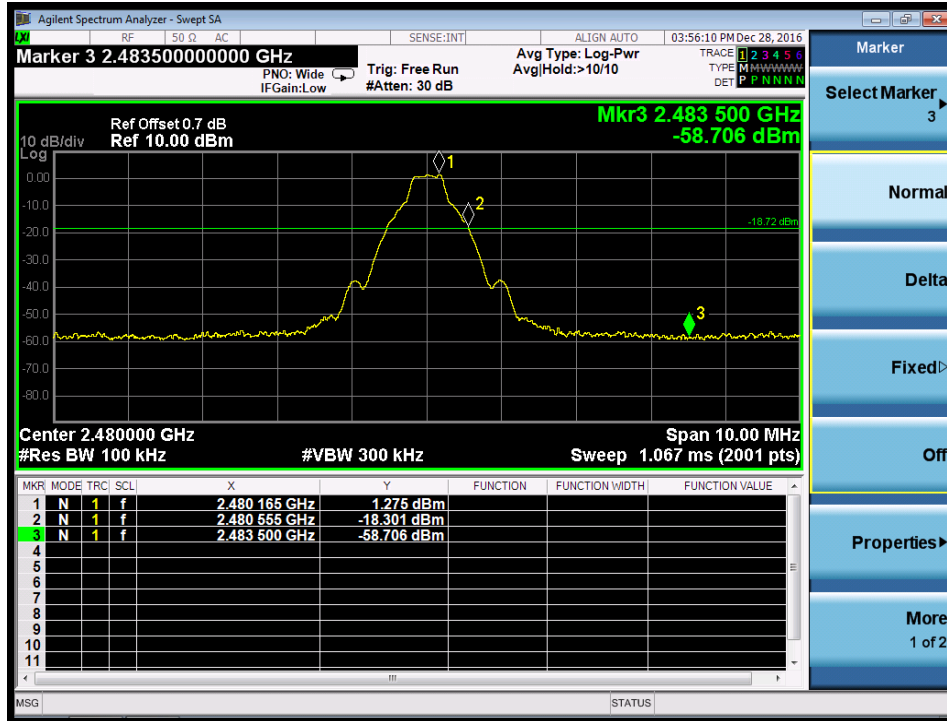 Agilent Spectrum Analyzer - Swept SA
LXI RF 50 Ω AC SENSE:INT ALIGN AUTO 03:56:10 PM Dec 28, 2016
Marker 3 2.483500000000 GHz
PNO: Wide
IFGain:Low
Trig: Free Run
#Atten: 30 dB
Avg Type: Log-Pwr
Avg|Hold:>10/10
TRACE 1 2 3 4 5 6
TYPE M M W W W W W
DET P P N N N N
Mkr3 2.483 500 GHz
-58.706 dBm
Ref Offset 0.7 dB
10 dB/div Ref 10.00 dBm
Log
0.00
-10.0
-20.0
-30.0
-40.0
-50.0
-60.0
-70.0
-80.0
1
2
-18.72 dBm
3
Center 2.480000 GHz Span 10.00 MHz
#Res BW 100 kHz #VBW 300 kHz Sweep 1.067 ms (2001 pts)
MKR MODE TRC SCL X Y FUNCTION FUNCTION WIDTH FUNCTION VALUE
1 N 1 f 2.480 165 GHz 1.275 dBm
2 N 1 f 2.480 555 GHz -18.301 dBm
3 N 1 f 2.483 500 GHz -58.706 dBm
4
5
6
7
8
9
10
11
MSG STATUS
Marker
Select Marker
3
Normal
Delta
Fixed
Off
Properties
More
1 of 2